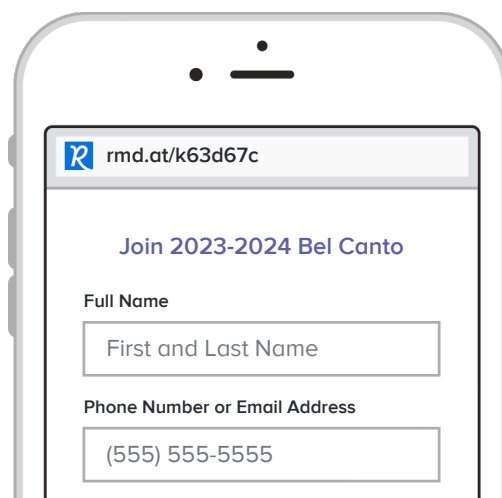 rmd.at/k63d67c
Join 2023-2024 Bel Canto
Full Name
First and Last Name
Phone Number or Email Address
(555) 555-5555